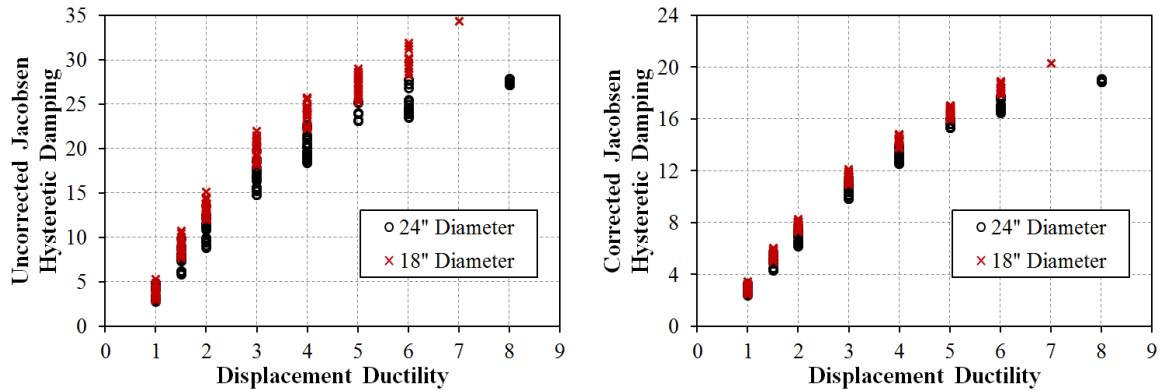 Uncorrected Jacobsen
Hysteretic Damping
35
30
25
20
15
10
5
0
0 1 2 3 4 5 6 7 8 9
Displacement Ductility
24" Diameter
18" Diameter
Corrected Jacobsen
Hysteretic Damping
24
20
16
12
8
4
0
0 1 2 3 4 5 6 7 8 9
Displacement Ductility
24" Diameter
18" Diameter